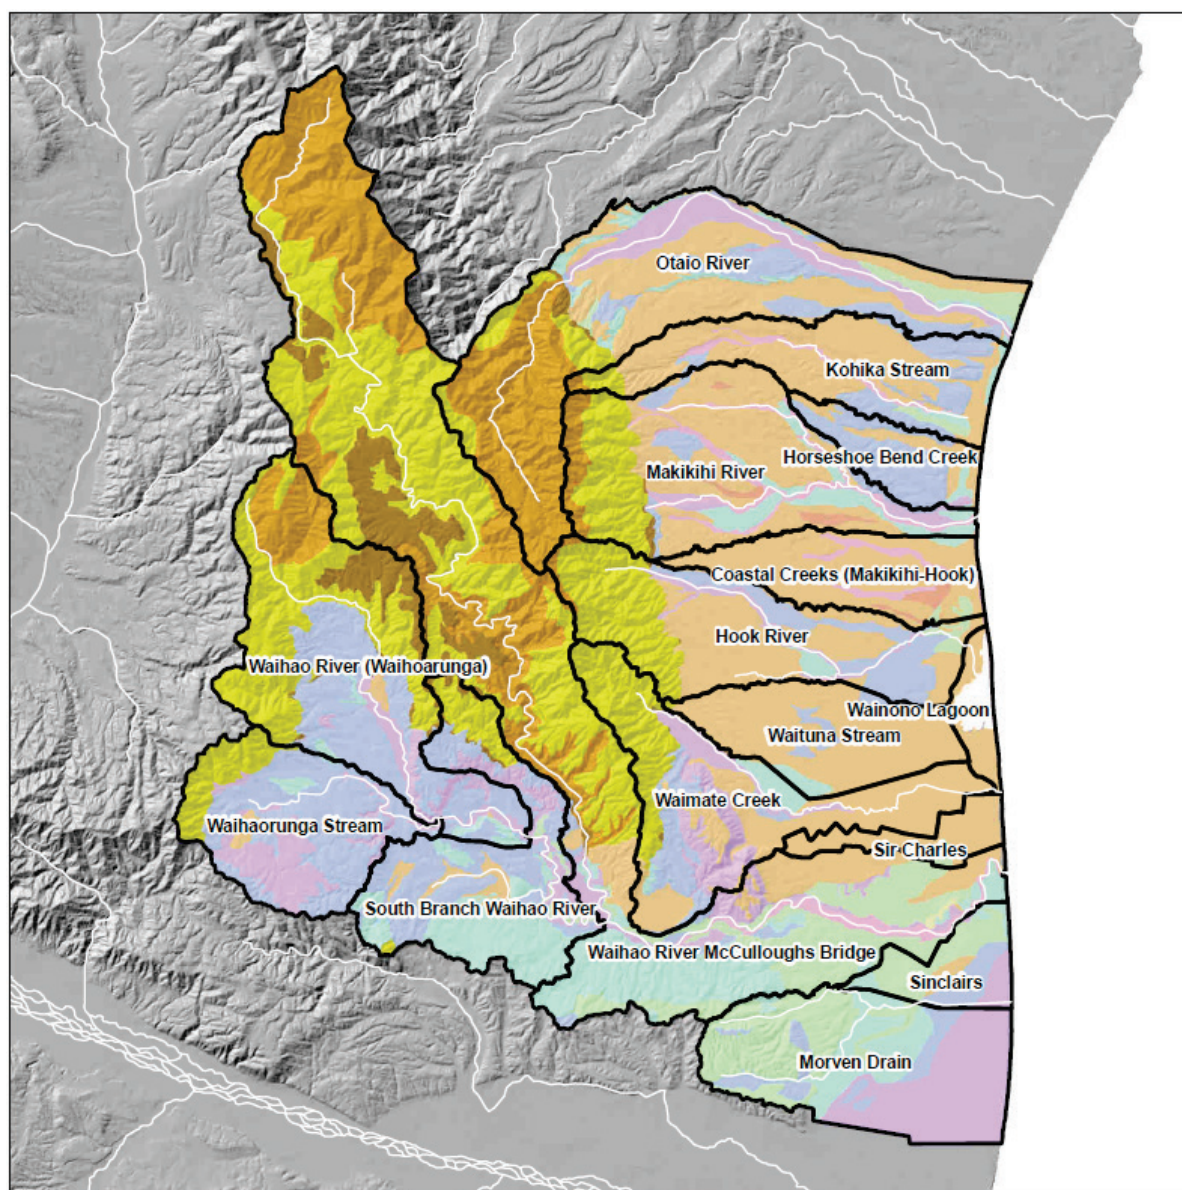 Otaio River
Kohika Stream
Horseshoe Bend Creek
Makikihi River
Coastal Creeks (Makikihi-Hook)
Hook River
Waihao River (Waihoarunga)
Wainono Lagoon
Waituna Stream
Waimate Creek
Waihaorunga Stream
Sir Charles
South Branch Waihao River
Waihao River McCulloughs Bridge
Sinclairs
Morven Drain